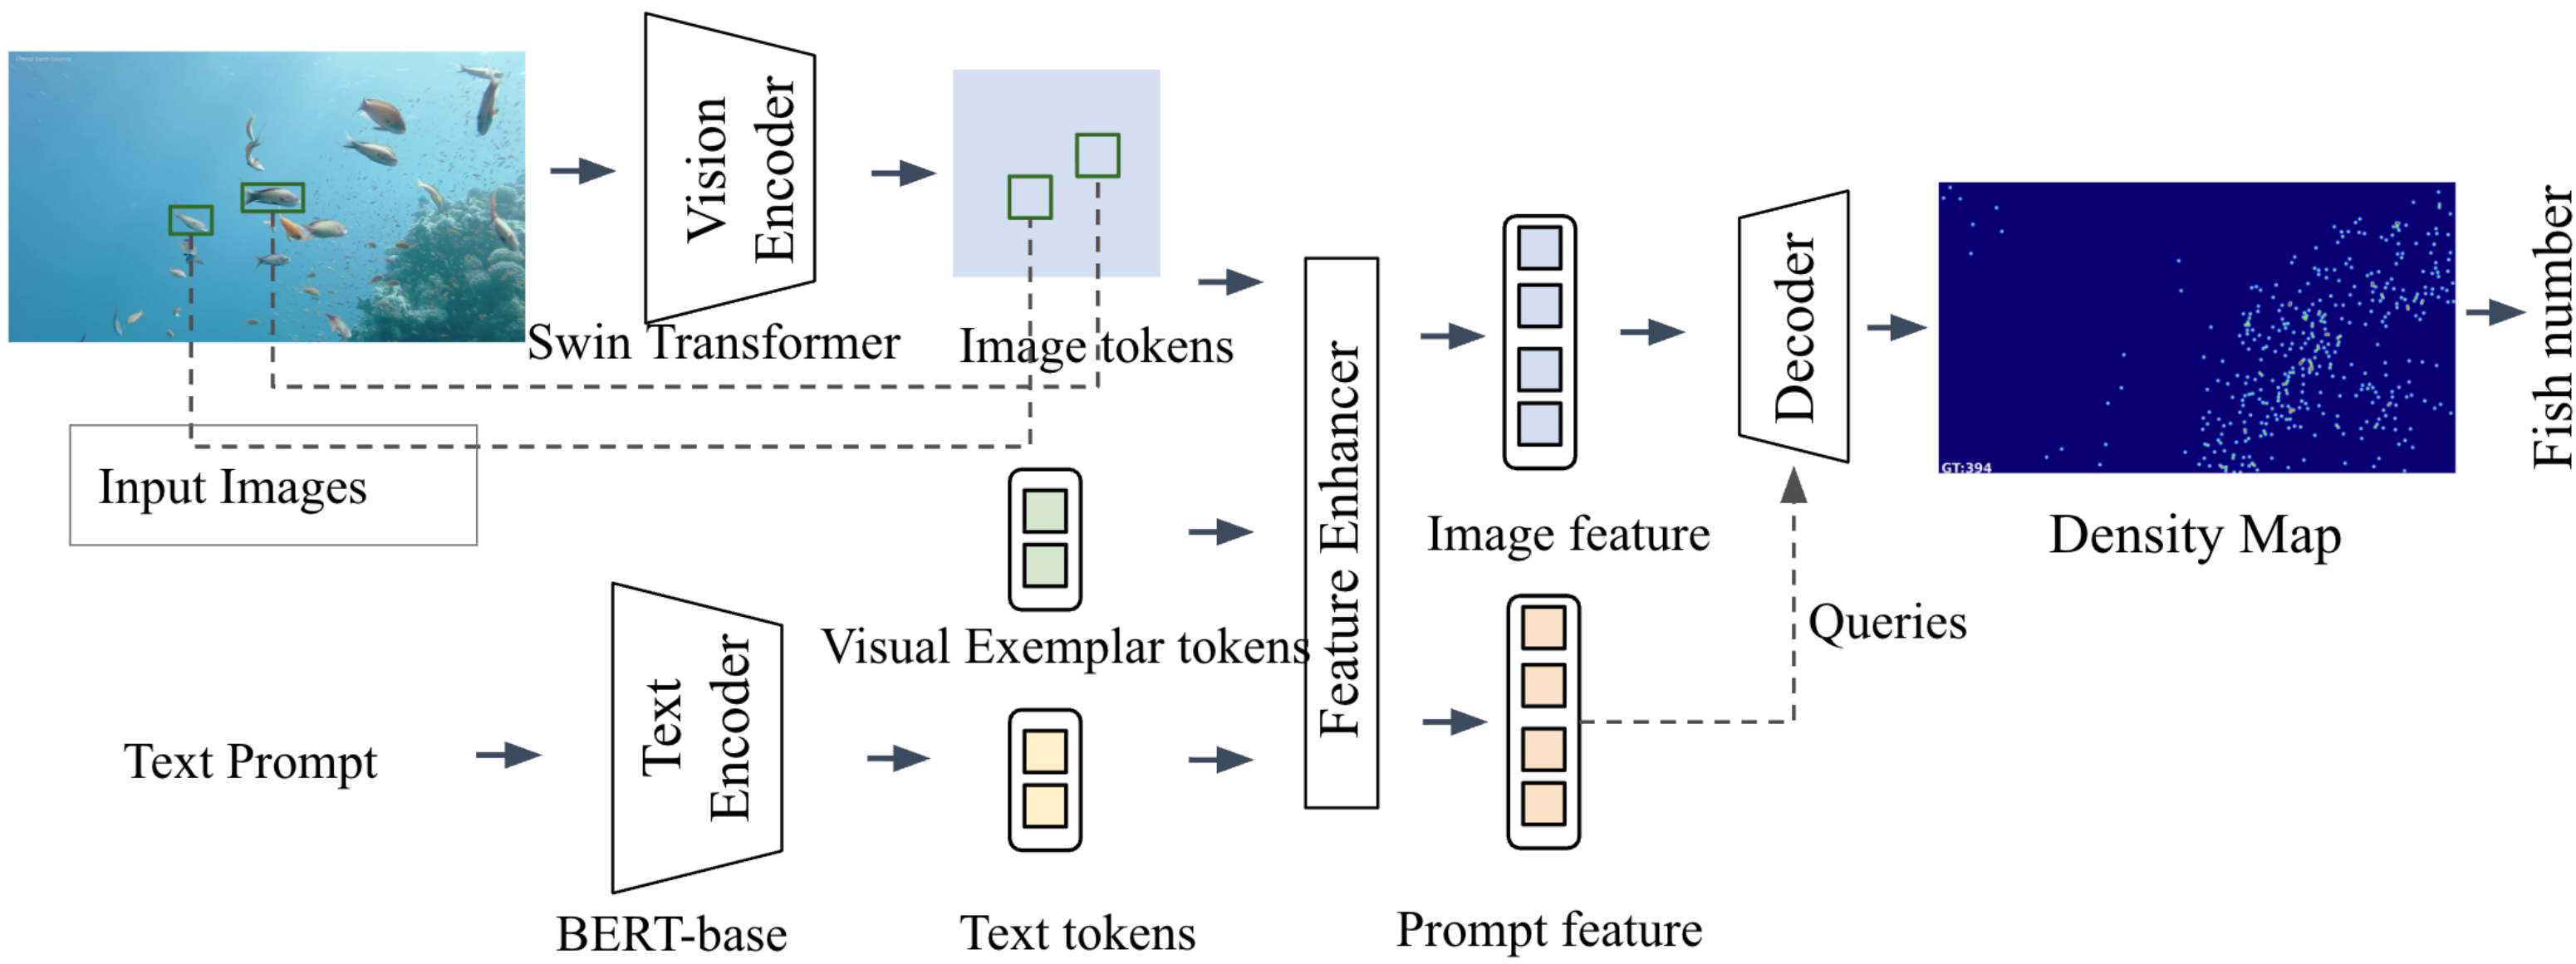 Vision
Encoder
Swin Transformer
Image tokens
Input Images
Visual Exemplar tokens
Text Prompt
Text
Encoder
BERT-base
Text tokens
Feature Enhancer
Image feature
Prompt feature
Decoder
Queries
GT:394
Density Map
Fish number